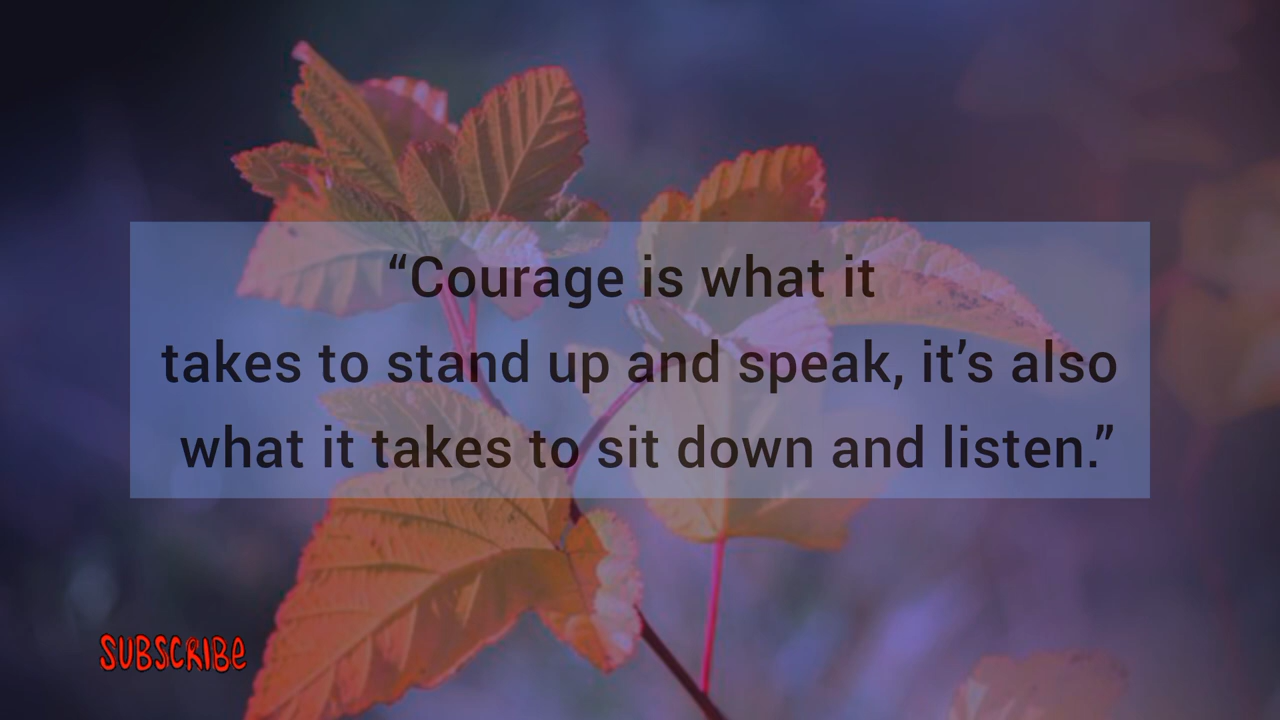 “Courage is what it
takes to stand up and speak, it’s also
what it takes to sit down and listen.”
SUBSCRIBE